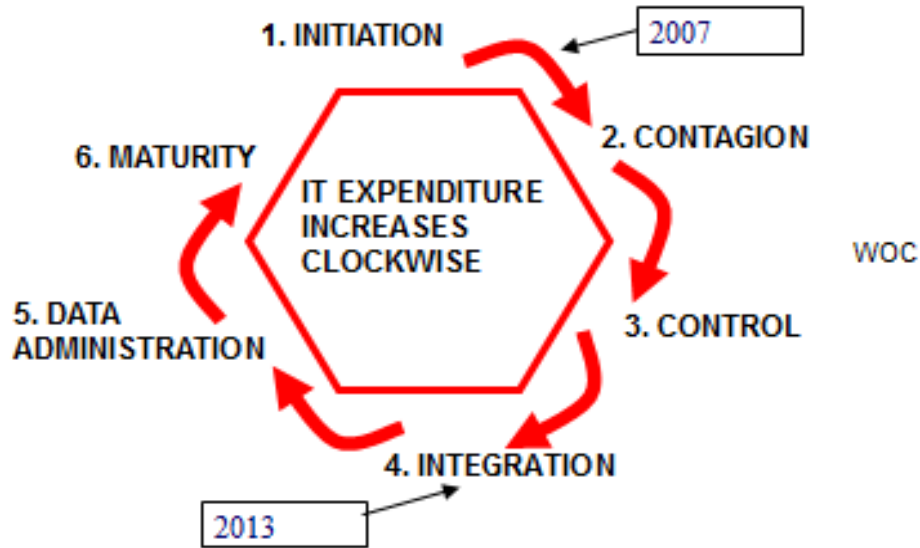 1. INITIATION
2007
2. CONTAGION
6. MATURITY
IT EXPENDITURE
INCREASES
CLOCKWISE
woc
5. DATA
ADMINISTRATION
3. CONTROL
4. INTEGRATION
2013